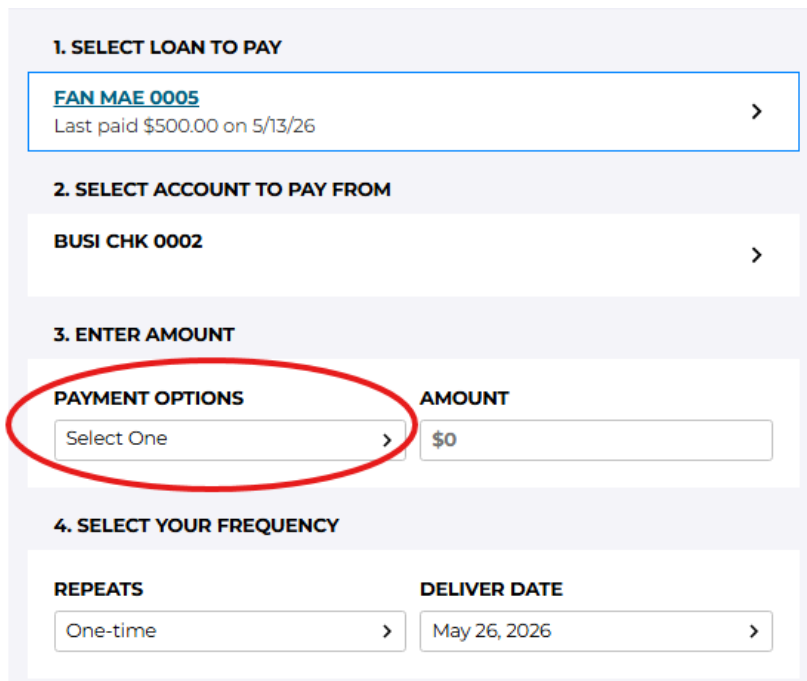 1. SELECT LOAN TO PAY
FAN MAE 0005
Last paid $500.00 on 5/13/26
2. SELECT ACCOUNT TO PAY FROM
BUSI CHK 0002
3. ENTER AMOUNT
PAYMENT OPTIONS
Select One
AMOUNT
$0
4. SELECT YOUR FREQUENCY
REPEATS
One-time
DELIVER DATE
May 26, 2026